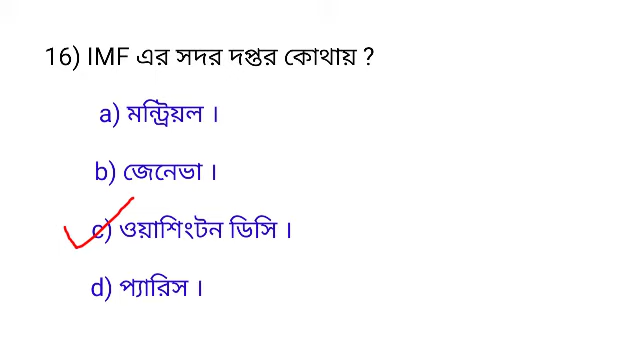 16) IMF এর সদর দপ্তর কোথায় ?
a) মন্ট্রিয়ল ।
b) জেনেভা ।
c) ওয়াশিংটন ডিসি ।
d) প্যারিস ।